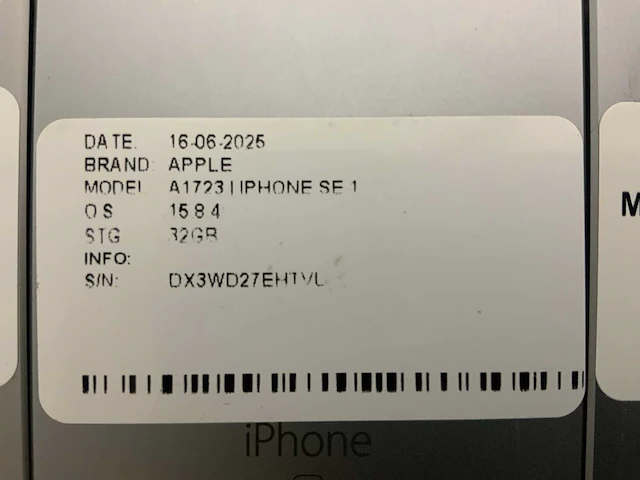 DATE: 16-06-2025
BRAND: APPLE
MODEL A1723 | IPHONE SE 1
OS 15 8 4
STG 32GB
INFO:
S/N: DX3WD27EHTVL
M
iPhone